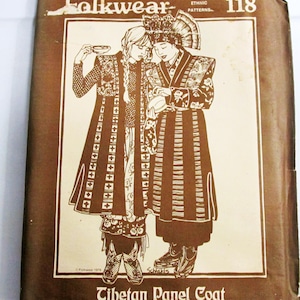 Folkwear
ETHNIC
PATTERNS
118
Tibetan Panel Coat